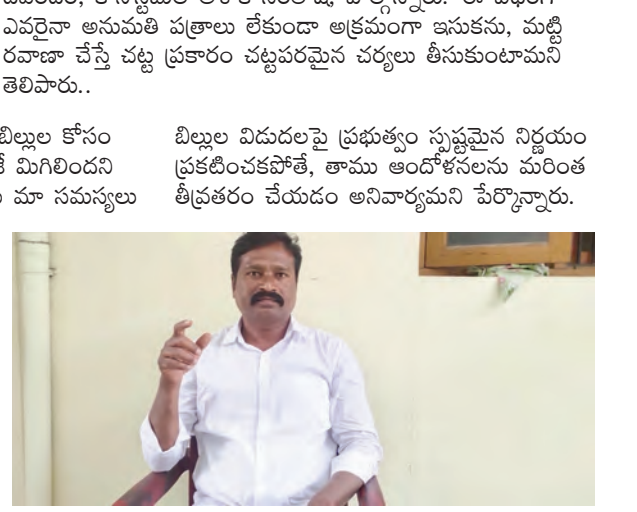 ఎవరైనా అనుమతి పత్రాలు లేకుండా అక్రమంగా ఇసుకను, మట్టి
రవాణా చేస్తే చట్ట ప్రకారం చట్టపరమైన చర్యలు తీసుకుంటామని
తెలిపారు..
బిల్లుల కోసం
మిగిలిందని
మా సమస్యలు
బిల్లుల విడుదలపై ప్రభుత్వం స్పష్టమైన నిర్ణయం
ప్రకటించకపోతే, తాము ఆందోళనలను మరింత
తీవ్రతరం చేయడం అనివార్యమని పేర్కొన్నారు.